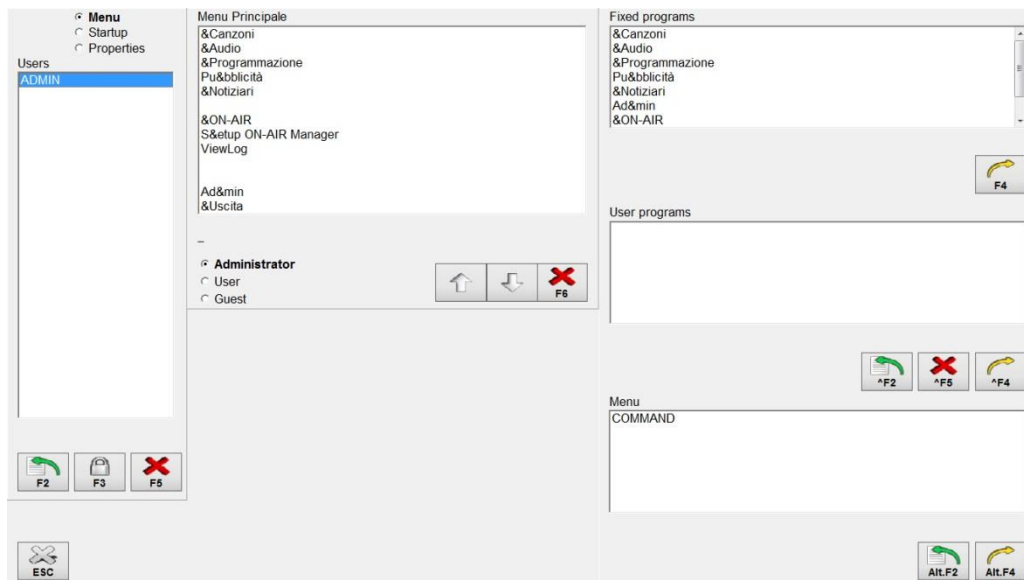 Menu
Startup
Properties
Users
ADMIN
F2
F3
F5
ESC
Menu Principale
&Canzoni
&Audio
&Programmazione
Pu&bblicità
&Notiziari
&ON-AIR
S&etup ON-AIR Manager
ViewLog
Ad&min
&Uscita
–
Administrator
User
Guest
F6
Fixed programs
&Canzoni
&Audio
&Programmazione
Pu&bblicità
&Notiziari
Ad&min
&ON-AIR
F4
User programs
^F2
^F5
^F4
Menu
COMMAND
Alt.F2
Alt.F4